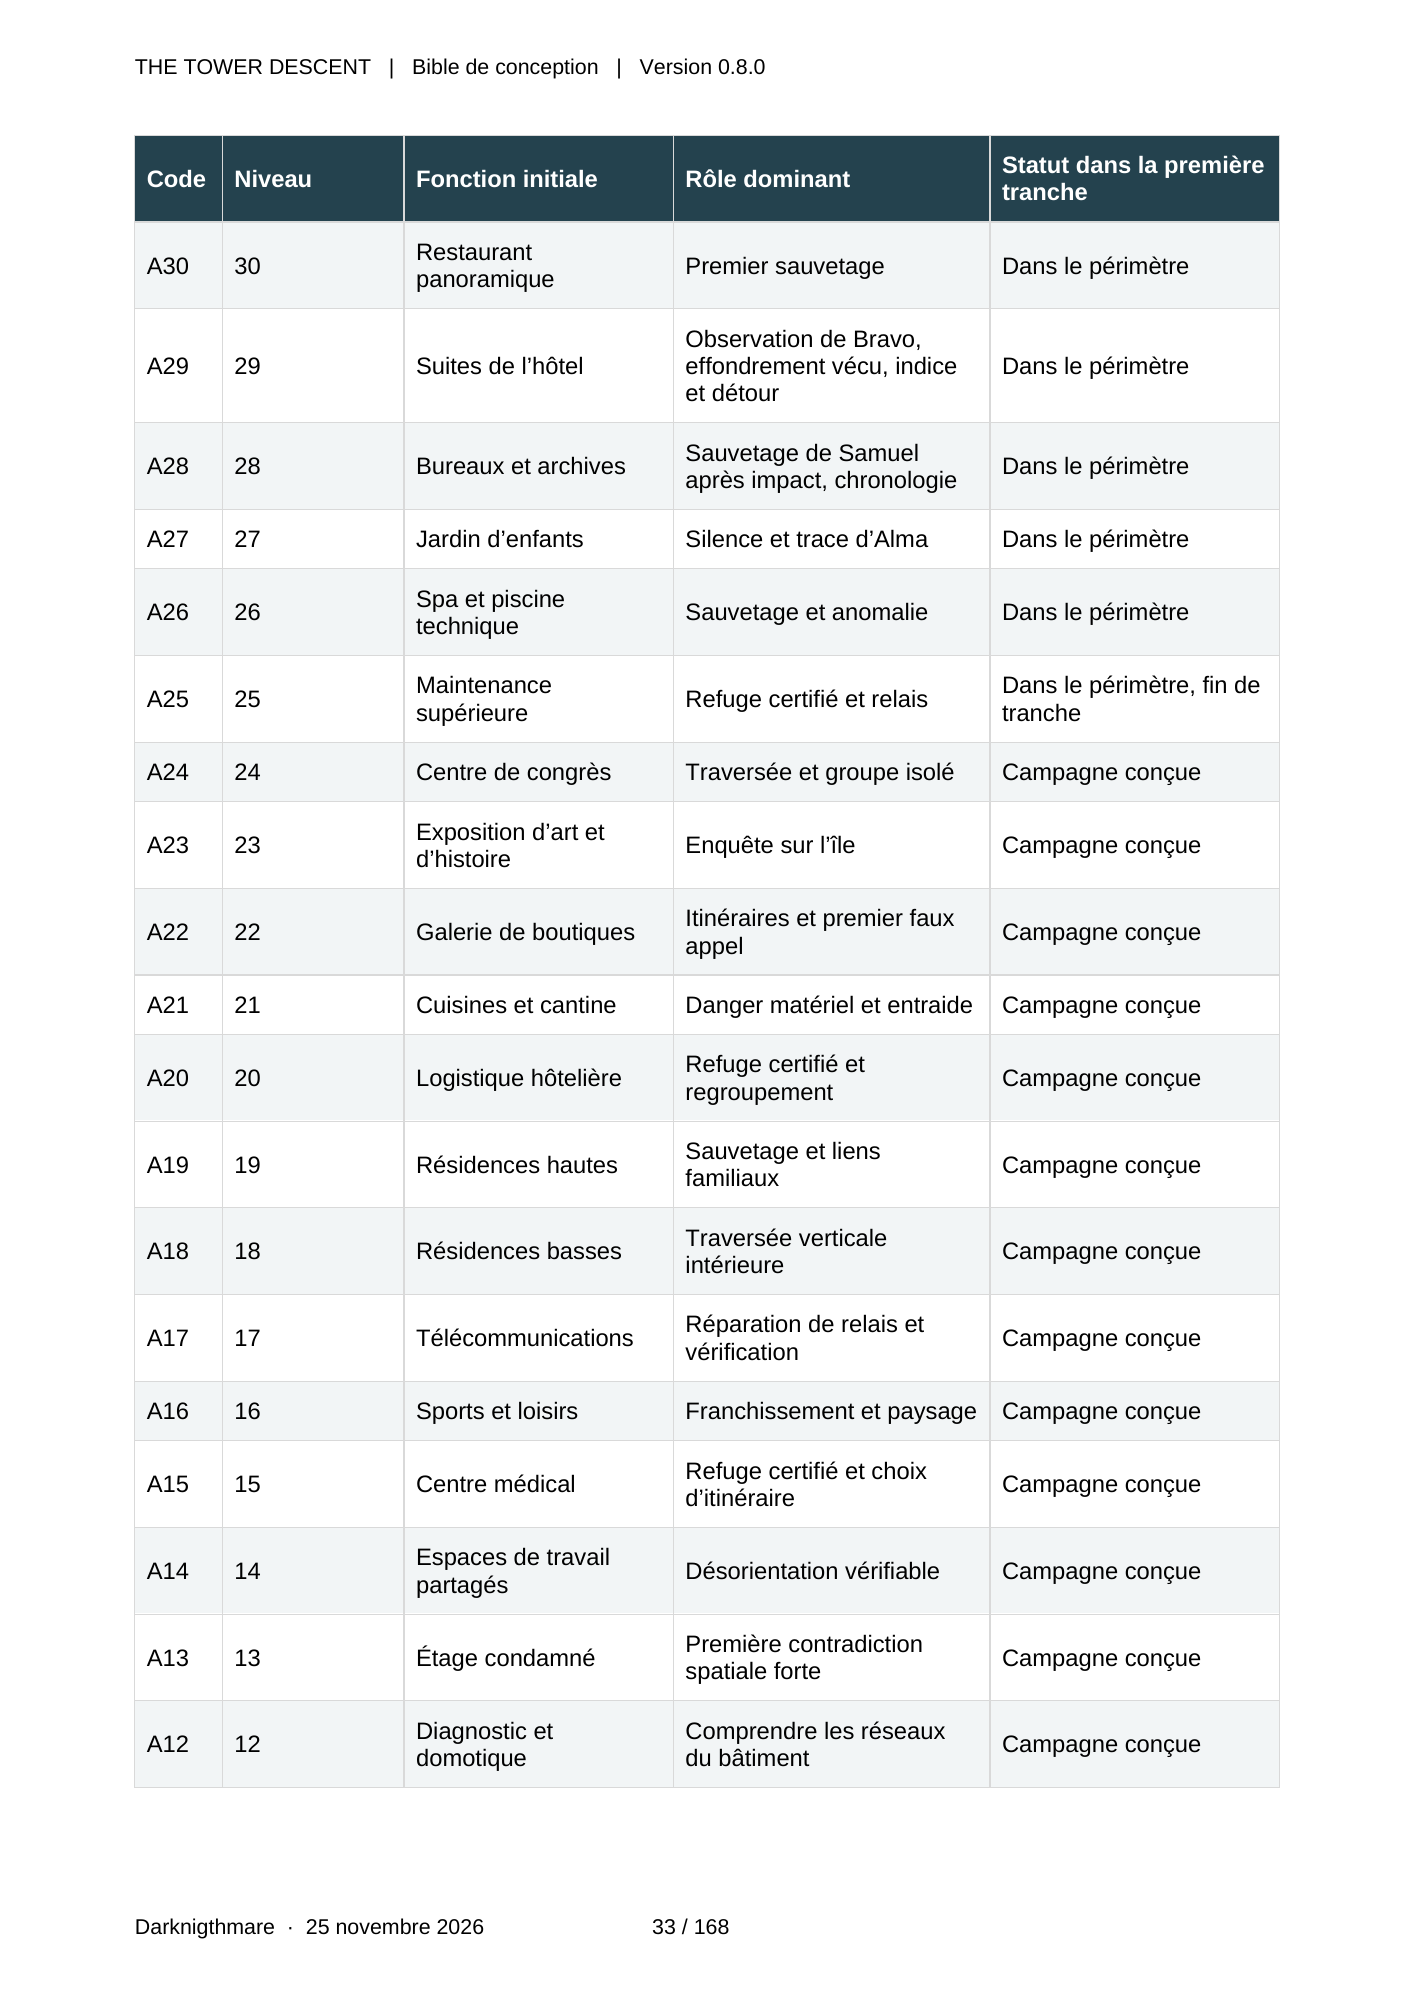 THE TOWER DESCENT | Bible de conception | Version 0.8.0
Code Niveau Fonction initiale Rôle dominant Statut dans la première
tranche
A30 30 Restaurant
panoramique Premier sauvetage Dans le périmètre
A29 29 Suites de l’hôtel Observation de Bravo,
effondrement vécu, indice
et détour Dans le périmètre
A28 28 Bureaux et archives Sauvetage de Samuel
après impact, chronologie Dans le périmètre
A27 27 Jardin d’enfants Silence et trace d’Alma Dans le périmètre
A26 26 Spa et piscine
technique Sauvetage et anomalie Dans le périmètre
A25 25 Maintenance
supérieure Refuge certifié et relais Dans le périmètre, fin de
tranche
A24 24 Centre de congrès Traversée et groupe isolé Campagne conçue
A23 23 Exposition d’art et
d’histoire Enquête sur l’île Campagne conçue
A22 22 Galerie de boutiques Itinéraires et premier faux
appel Campagne conçue
A21 21 Cuisines et cantine Danger matériel et entraide Campagne conçue
A20 20 Logistique hôtelière Refuge certifié et
regroupement Campagne conçue
A19 19 Résidences hautes Sauvetage et liens
familiaux Campagne conçue
A18 18 Résidences basses Traversée verticale
intérieure Campagne conçue
A17 17 Télécommunications Réparation de relais et
vérification Campagne conçue
A16 16 Sports et loisirs Franchissement et paysage Campagne conçue
A15 15 Centre médical Refuge certifié et choix
d’itinéraire Campagne conçue
A14 14 Espaces de travail
partagés Désorientation vérifiable Campagne conçue
A13 13 Étage condamné Première contradiction
spatiale forte Campagne conçue
A12 12 Diagnostic et
domotique Comprendre les réseaux
du bâtiment Campagne conçue
Darknigthmare · 25 novembre 2026 33 / 168